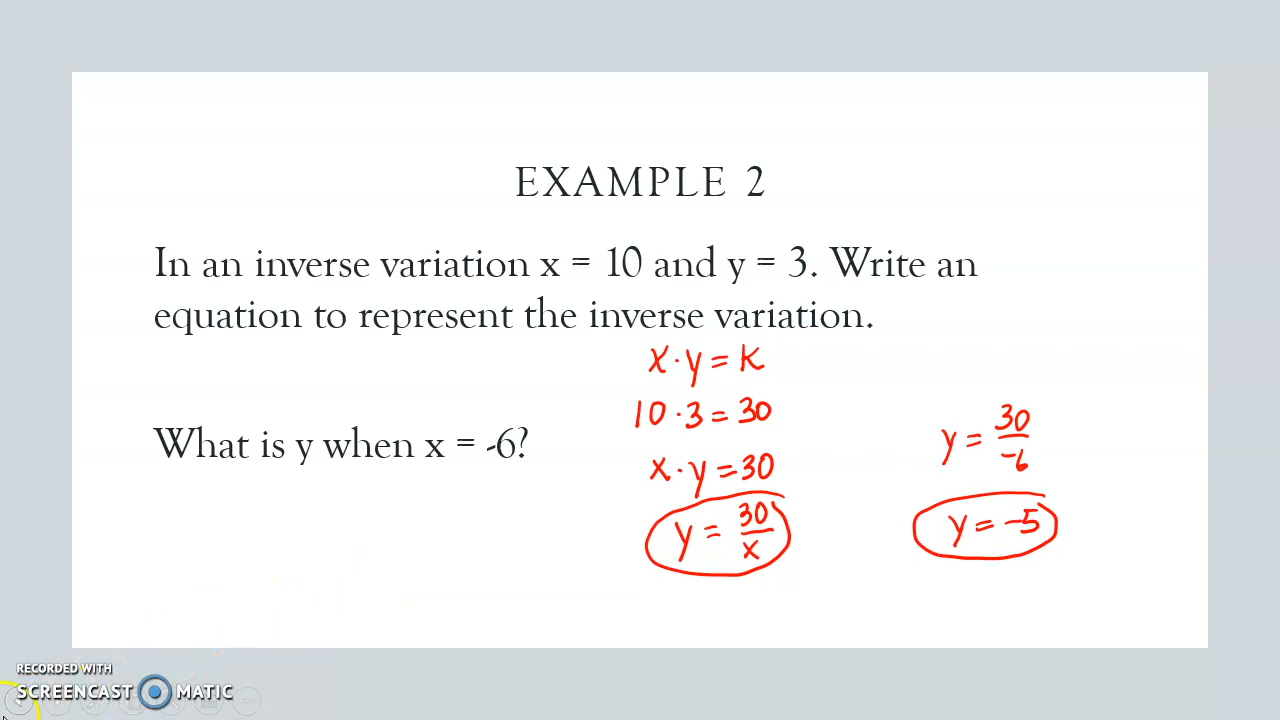 EXAMPLE 2
In an inverse variation x = 10 and y = 3. Write an
equation to represent the inverse variation.
x · y = K
10 · 3 = 30
What is y when x = -6?
x · y = 30
y = 30/x
y = 30/-6
y = -5
RECORDED WITH
SCREENCAST MATIC